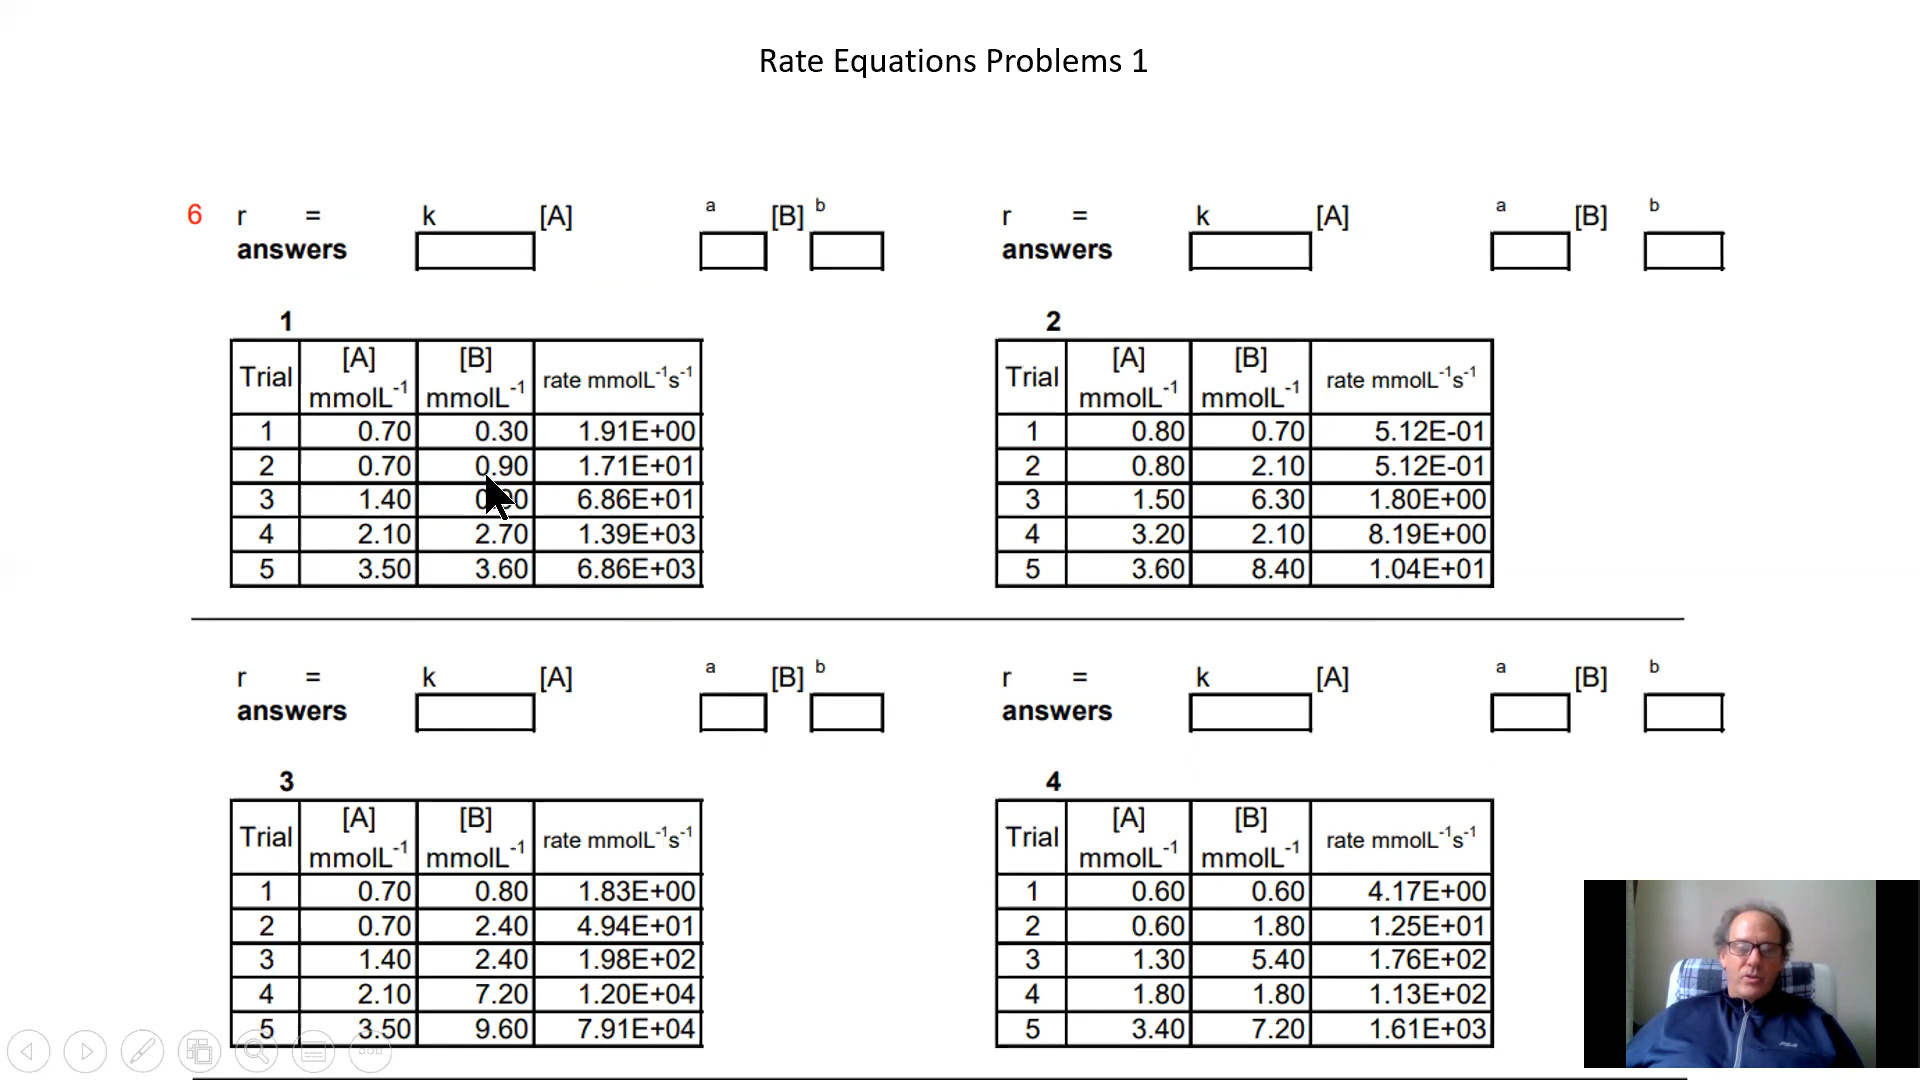 Rate Equations Problems 1
6 r = k [A] a [B] b
answers
r = k [A] a [B] b
answers
1
Trial [A] mmolL-1 [B] mmolL-1 rate mmolL-1s-1
1 0.70 0.30 1.91E+00
2 0.70 0.90 1.71E+01
3 1.40 6.86E+01
4 2.10 2.70 1.39E+03
5 3.50 3.60 6.86E+03
2
Trial [A] mmolL-1 [B] mmolL-1 rate mmolL-1s-1
1 0.80 0.70 5.12E-01
2 0.80 2.10 5.12E-01
3 1.50 6.30 1.80E+00
4 3.20 2.10 8.19E+00
5 3.60 8.40 1.04E+01
r = k [A] a [B] b
answers
r = k [A] a [B] b
answers
3
Trial [A] mmolL-1 [B] mmolL-1 rate mmolL-1s-1
1 0.70 0.80 1.83E+00
2 0.70 2.40 4.94E+01
3 1.40 2.40 1.98E+02
4 2.10 7.20 1.20E+04
5 3.50 9.60 7.91E+04
4
Trial [A] mmolL-1 [B] mmolL-1 rate mmolL-1s-1
1 0.60 0.60 4.17E+00
2 0.60 1.80 1.25E+01
3 1.30 5.40 1.76E+02
4 1.80 1.80 1.13E+02
5 3.40 7.20 1.61E+03